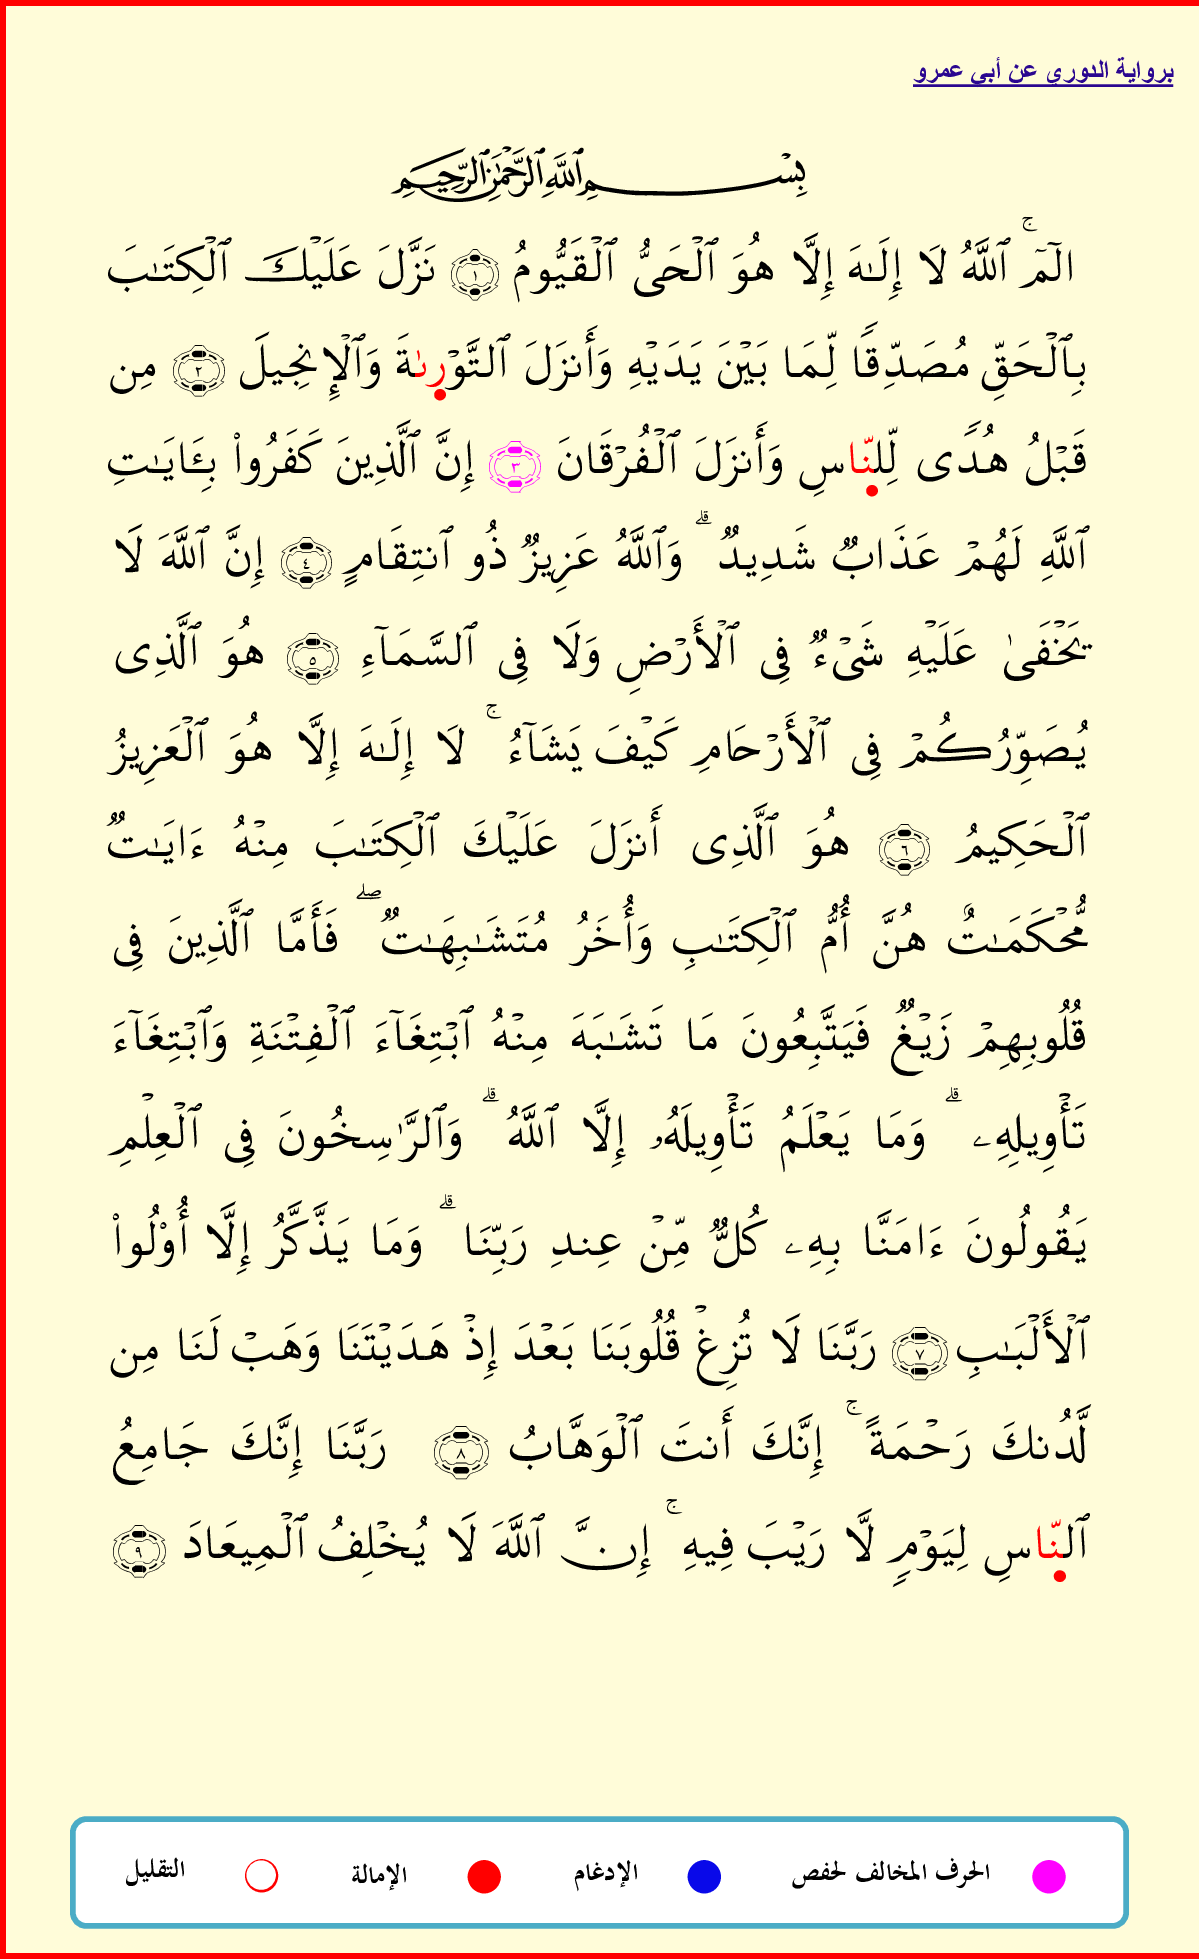 برواية الدوري عن أبي عمرو
بِسْمِ ٱللَّهِ ٱلرَّحْمَٰنِ ٱلرَّحِيمِ
الٓمٓ ۚ ٱللَّهُ لَا إِلَٰهَ إِلَّا هُوَ ٱلْحَىُّ ٱلْقَيُّومُ ١ نَزَّلَ عَلَيْكَ ٱلْكِتَٰبَ
بِٱلْحَقِّ مُصَدِّقًا لِّمَا بَيْنَ يَدَيْهِ وَأَنزَلَ ٱلتَّوْرِىٰةَ وَٱلْإِنجِيلَ ٢ مِن
قَبْلُ هُدًى لِّلنَّاسِ وَأَنزَلَ ٱلْفُرْقَانَ ٣ إِنَّ ٱلَّذِينَ كَفَرُوا۟ بِـَٔايَٰتِ
ٱللَّهِ لَهُمْ عَذَابٌ شَدِيدٌ ۗ وَٱللَّهُ عَزِيزٌ ذُو ٱنتِقَامٍ ٤ إِنَّ ٱللَّهَ لَا
يَخْفَىٰ عَلَيْهِ شَىْءٌ فِى ٱلْأَرْضِ وَلَا فِى ٱلسَّمَآءِ ٥ هُوَ ٱلَّذِى
يُصَوِّرُكُمْ فِى ٱلْأَرْحَامِ كَيْفَ يَشَآءُ ۚ لَا إِلَٰهَ إِلَّا هُوَ ٱلْعَزِيزُ
ٱلْحَكِيمُ ٦ هُوَ ٱلَّذِى أَنزَلَ عَلَيْكَ ٱلْكِتَٰبَ مِنْهُ ءَايَٰتٌ
مُّحْكَمَٰتٌ هُنَّ أُمُّ ٱلْكِتَٰبِ وَأُخَرُ مُتَشَٰبِهَٰتٌ ۖ فَأَمَّا ٱلَّذِينَ فِى
قُلُوبِهِمْ زَيْغٌ فَيَتَّبِعُونَ مَا تَشَٰبَهَ مِنْهُ ٱبْتِغَآءَ ٱلْفِتْنَةِ وَٱبْتِغَآءَ
تَأْوِيلِهِۦ ۗ وَمَا يَعْلَمُ تَأْوِيلَهُۥ إِلَّا ٱللَّهُ ۗ وَٱلرَّٰسِخُونَ فِى ٱلْعِلْمِ
يَقُولُونَ ءَامَنَّا بِهِۦ كُلٌّ مِّنْ عِندِ رَبِّنَا ۗ وَمَا يَذَّكَّرُ إِلَّا أُو۟لُوا۟
ٱلْأَلْبَٰبِ ٧ رَبَّنَا لَا تُزِغْ قُلُوبَنَا بَعْدَ إِذْ هَدَيْتَنَا وَهَبْ لَنَا مِن
لَّدُنكَ رَحْمَةً ۚ إِنَّكَ أَنتَ ٱلْوَهَّابُ ٨ رَبَّنَا إِنَّكَ جَامِعُ
ٱلنَّاسِ لِيَوْمٍ لَّا رَيْبَ فِيهِ ۚ إِنَّ ٱللَّهَ لَا يُخْلِفُ ٱلْمِيعَادَ ٩
الحرف المخالف لحفص الإدغام الإمالة التقليل